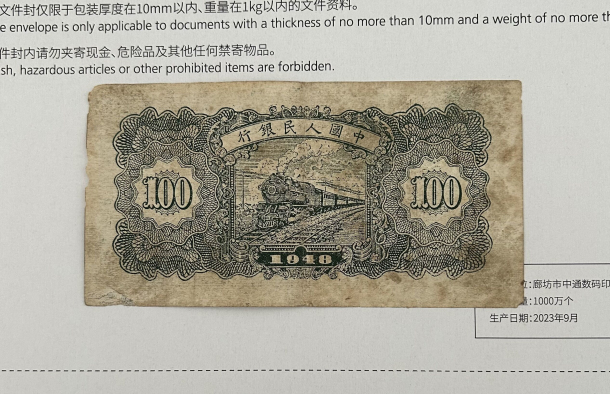 文件封仅限于包装厚度在10mm以内、重量在1kg以内的文件资料。
e envelope is only applicable to documents with a thickness of no more than 10mm and a weight of no more th
件封内请勿夹寄现金、危险品及其他任何禁寄物品。
sh, hazardous articles or other prohibited items are forbidden.
行銀民人國中
100
100
1948
位:廊坊市中通数码印
量:1000万个
生产日期:2023年9月